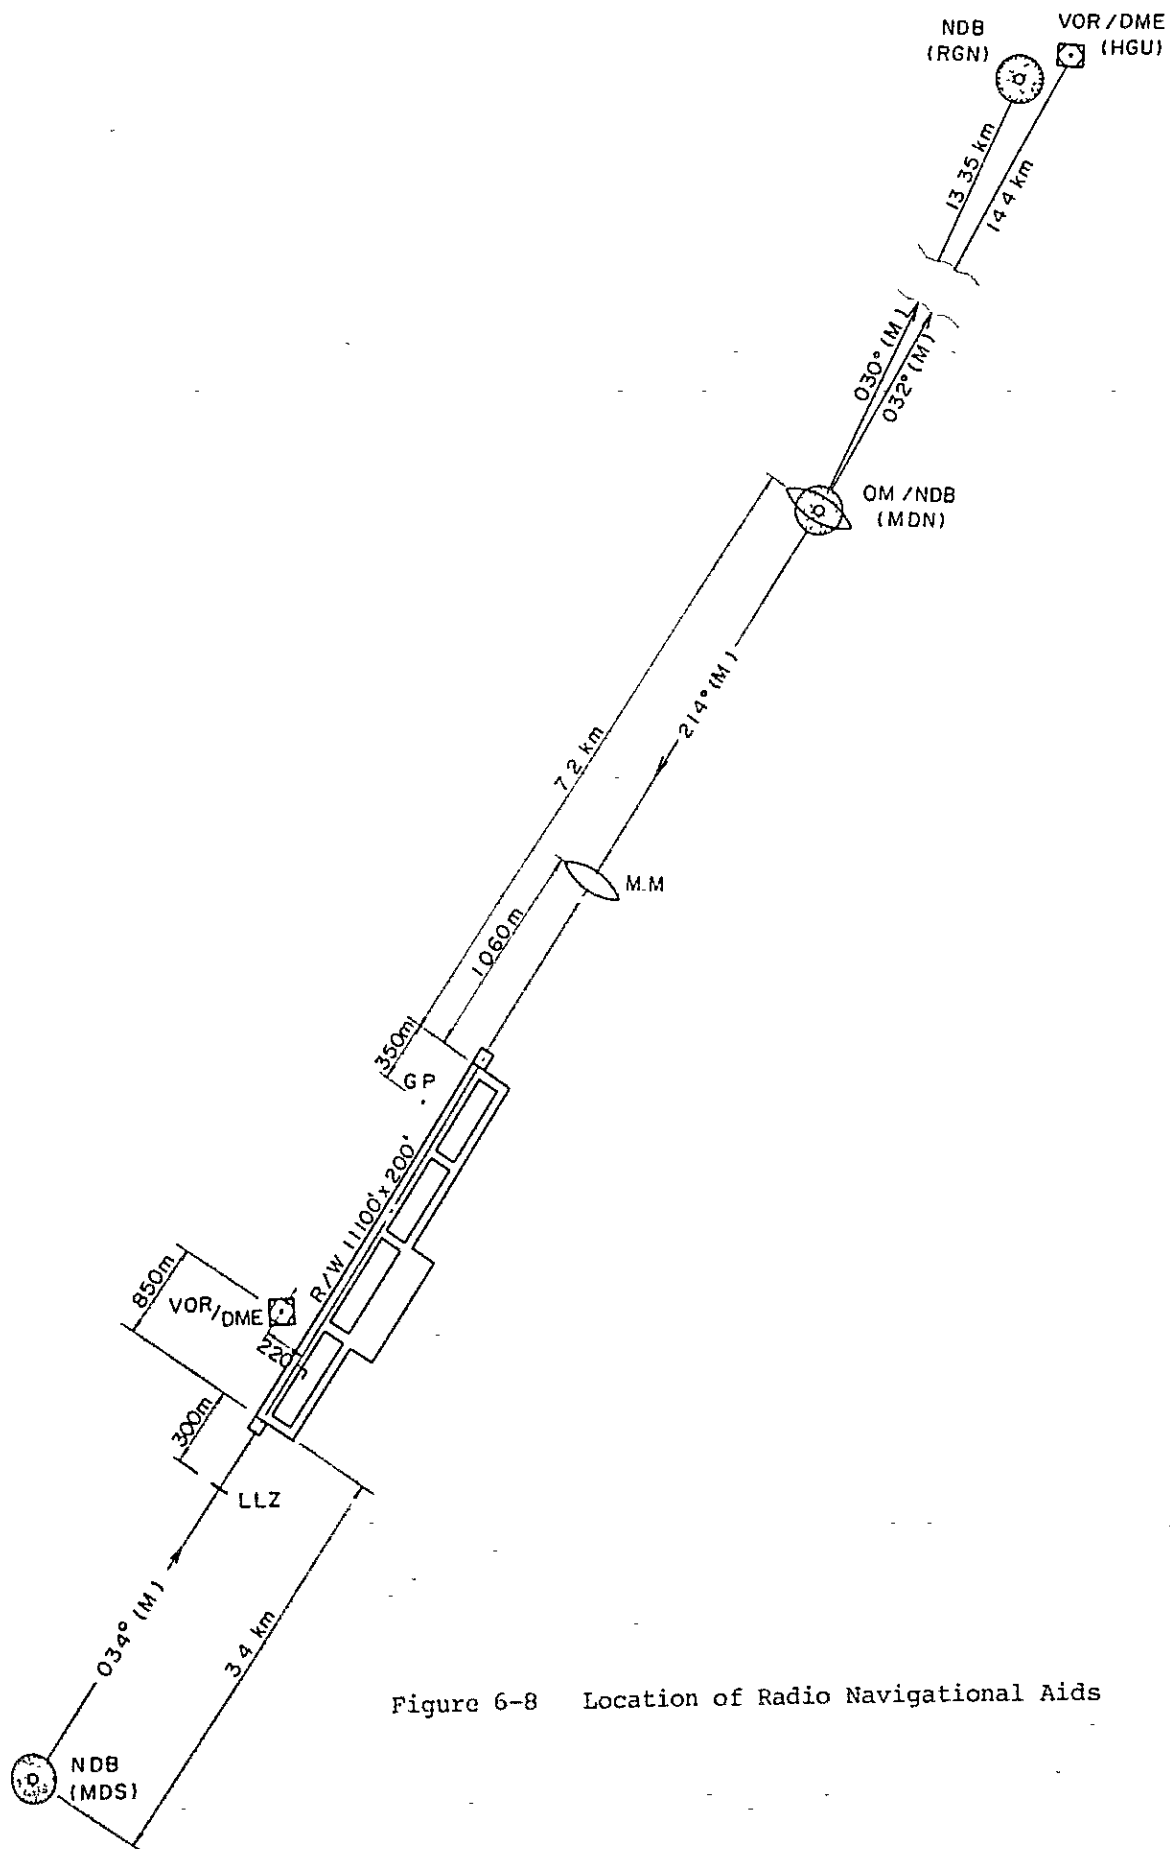 NDB
(RGN)
VOR/DME
(HGU)
13 35 km
14 4 km
030° (M)
032° (M)
OM/NDB
(MDN)
214° (M)
7 2 km
M.M
1060m
350m
GP
R/W 11100' x 200'
850m
VOR/DME
220
300m
LLZ
034° (M)
3 4 km
NDB
(MDS)
Figure 6-8 Location of Radio Navigational Aids